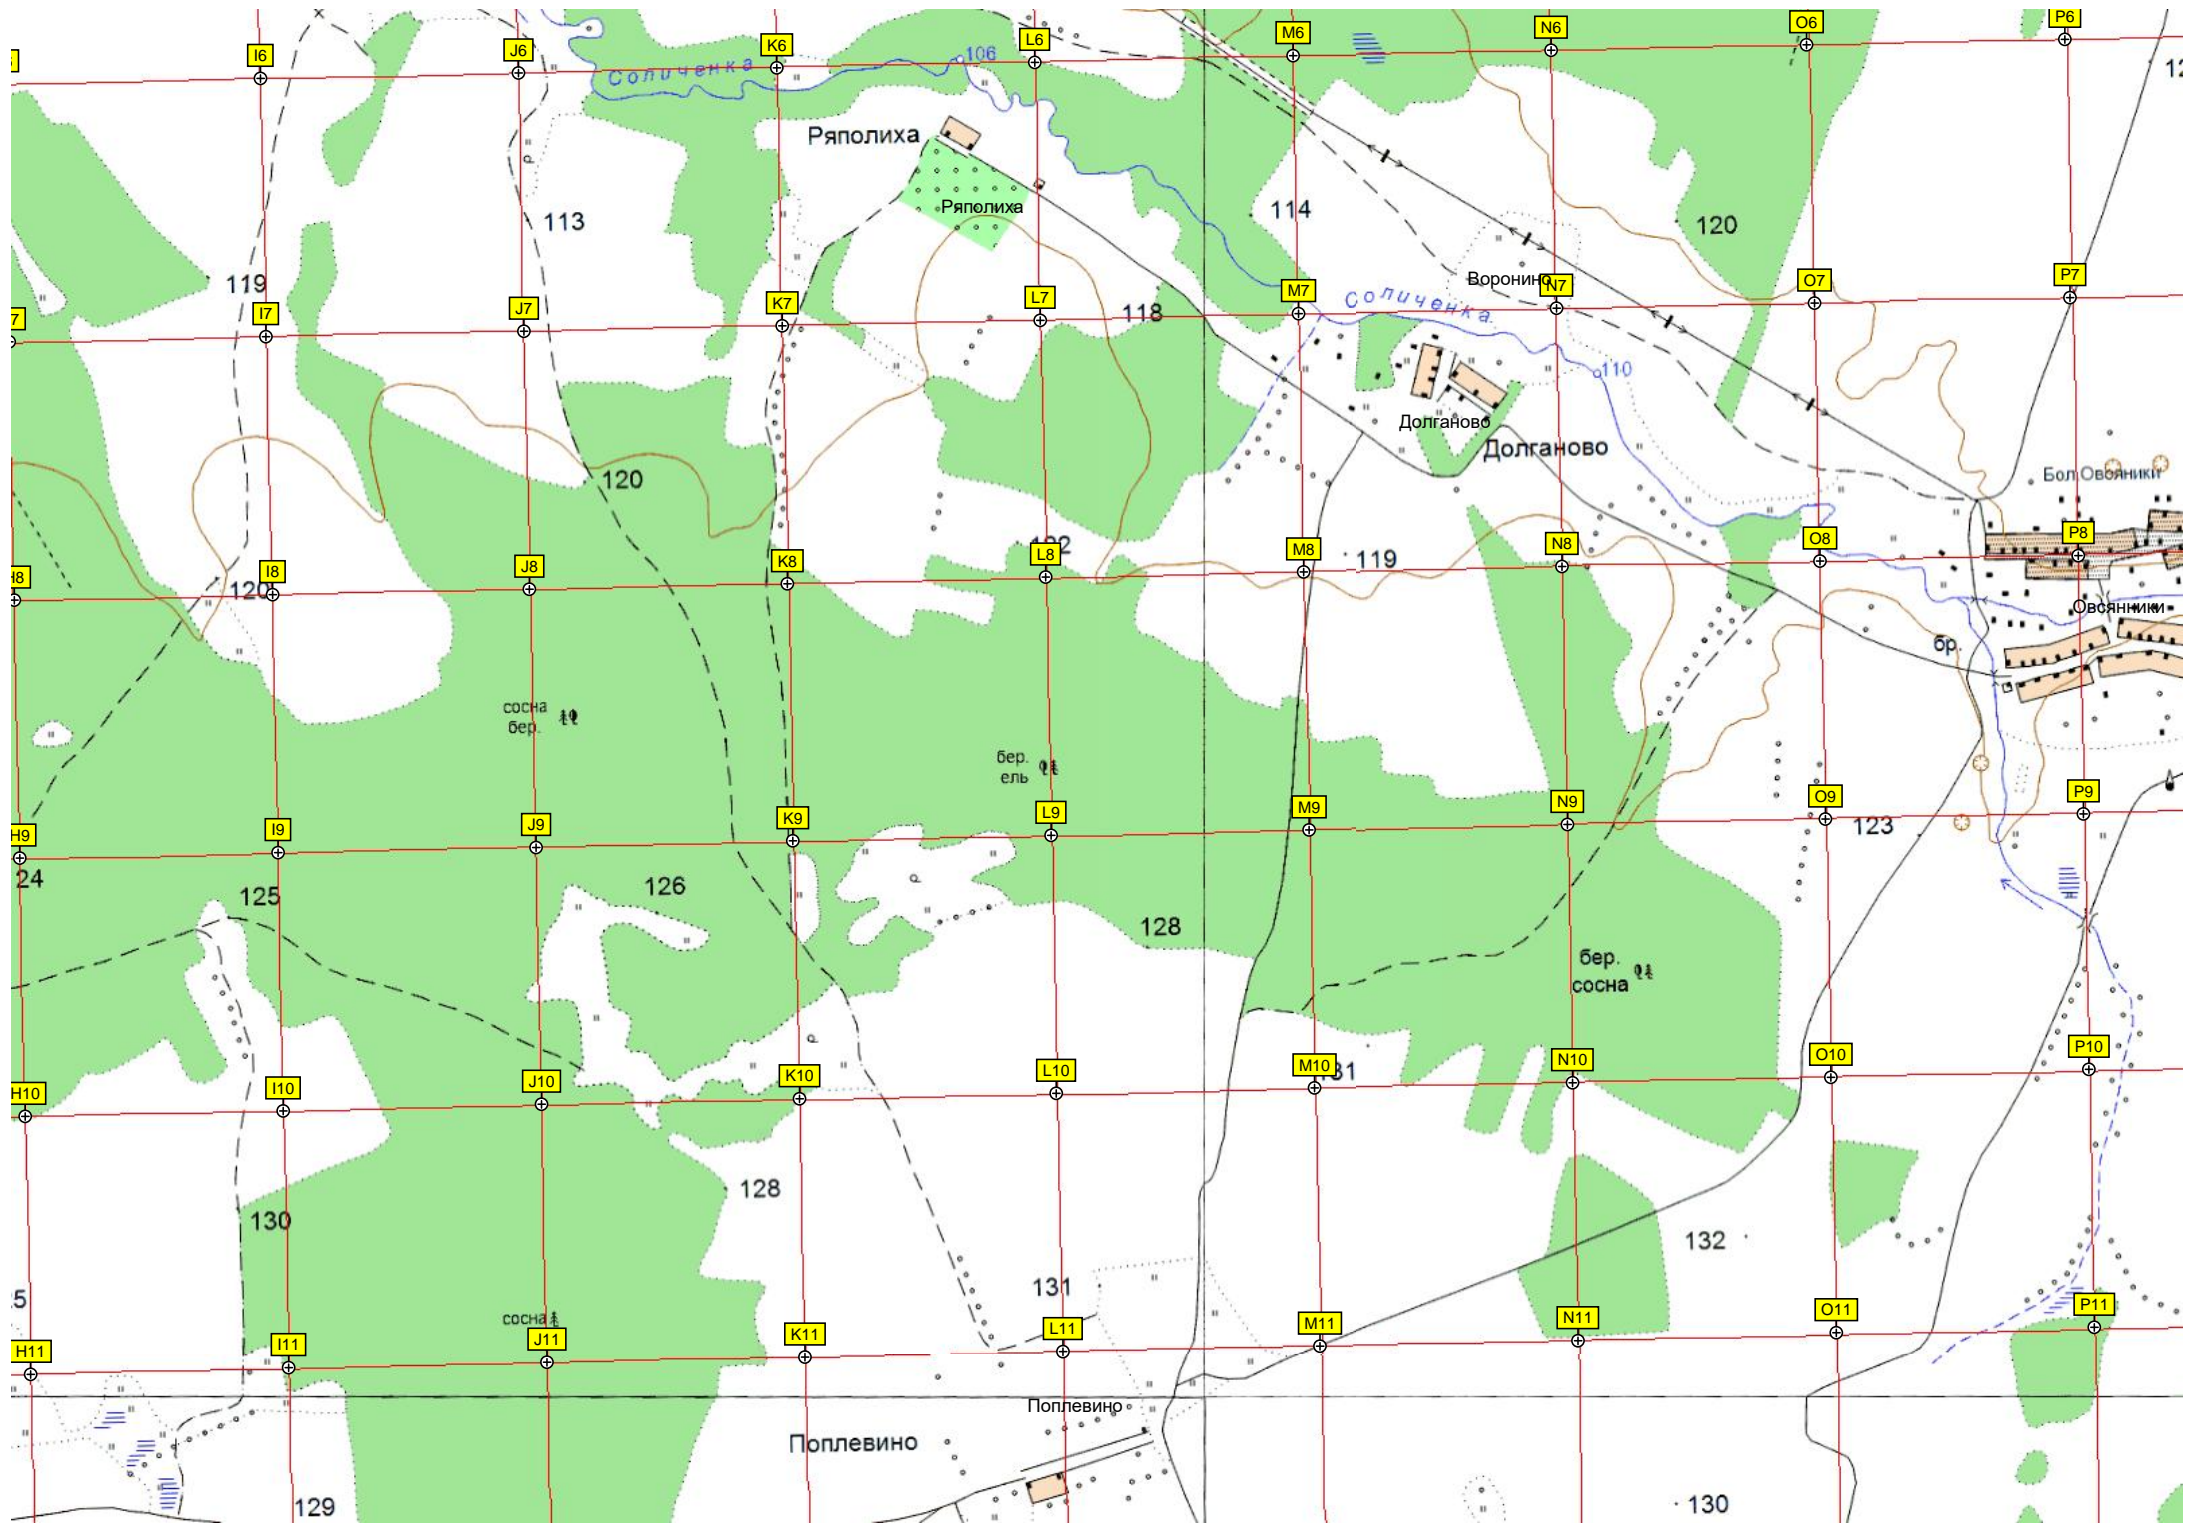 I6
J6
K6
L6
M6
N6
O6
P6
Соличенка
106
Ряполиха
Ряполиха
113
114
120
119
I7
J7
K7
L7
118
M7
Соличенка
Воронино
N7
O7
P7
110
Долганово
Долганово
120
Бол Овсяники
120
I8
J8
K8
L8
M8
119
N8
O8
P8
Овсянники
бр.
сосна
бер.
бер.
ель
H9
I9
J9
K9
L9
M9
N9
O9
P9
123
24
125
126
128
бер.
сосна
H10
I10
J10
K10
L10
M10
N10
O10
P10
130
128
131
132
сосна
H11
I11
J11
K11
L11
M11
N11
O11
P11
Поплевино
Поплевино
129
130